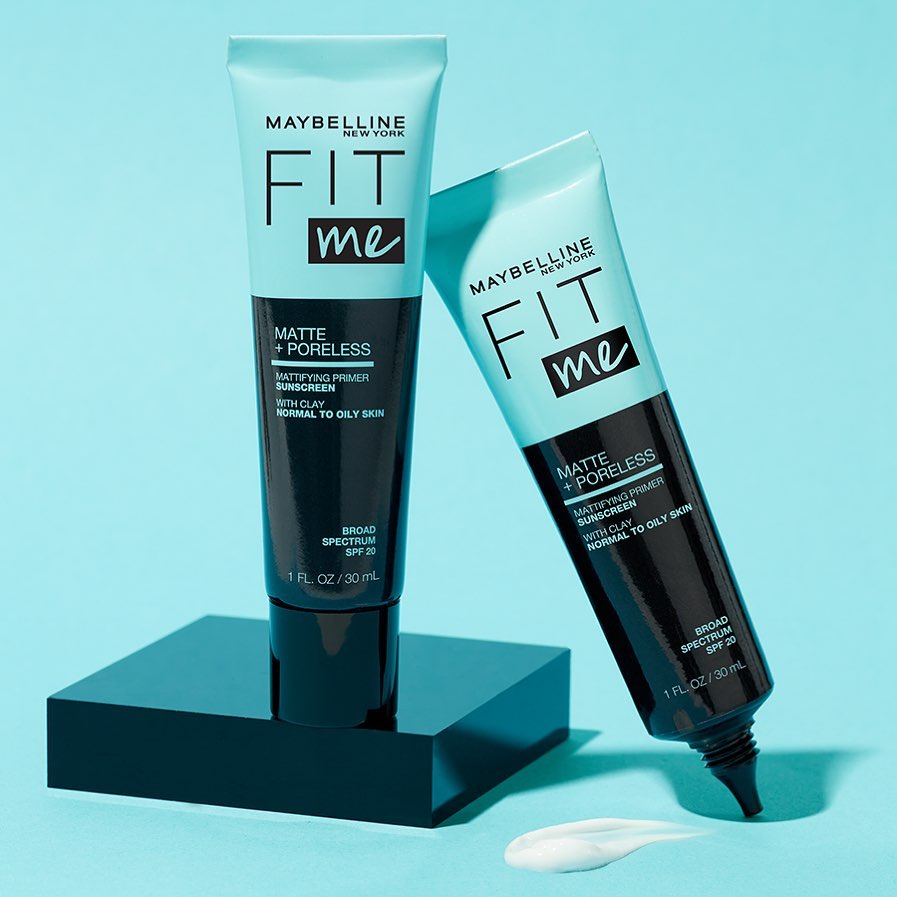 MAYBELLINE
NEW YORK
FIT
me
MATTE
+ PORELESS
MATTIFYING PRIMER
SUNSCREEN
WITH CLAY
NORMAL TO OILY SKIN
BROAD
SPECTRUM
SPF 20
1 FL. OZ / 30 mL
MAYBELLINE
NEW YORK
FIT
me
MATTE
+ PORELESS
MATTIFYING PRIMER
SUNSCREEN
WITH CLAY
NORMAL TO OILY SKIN
BROAD
SPECTRUM
SPF 20
1 FL. OZ / 30 mL